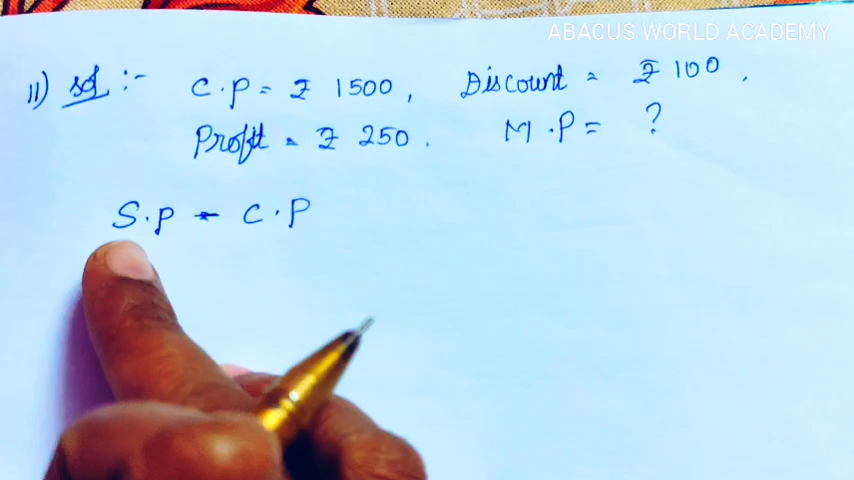 ABACUS WORLD ACADEMY
11) Sol :- C.P = ₹ 1500, Discount = ₹ 100,
Profit = ₹ 250. M.P = ?
S.P - C.P